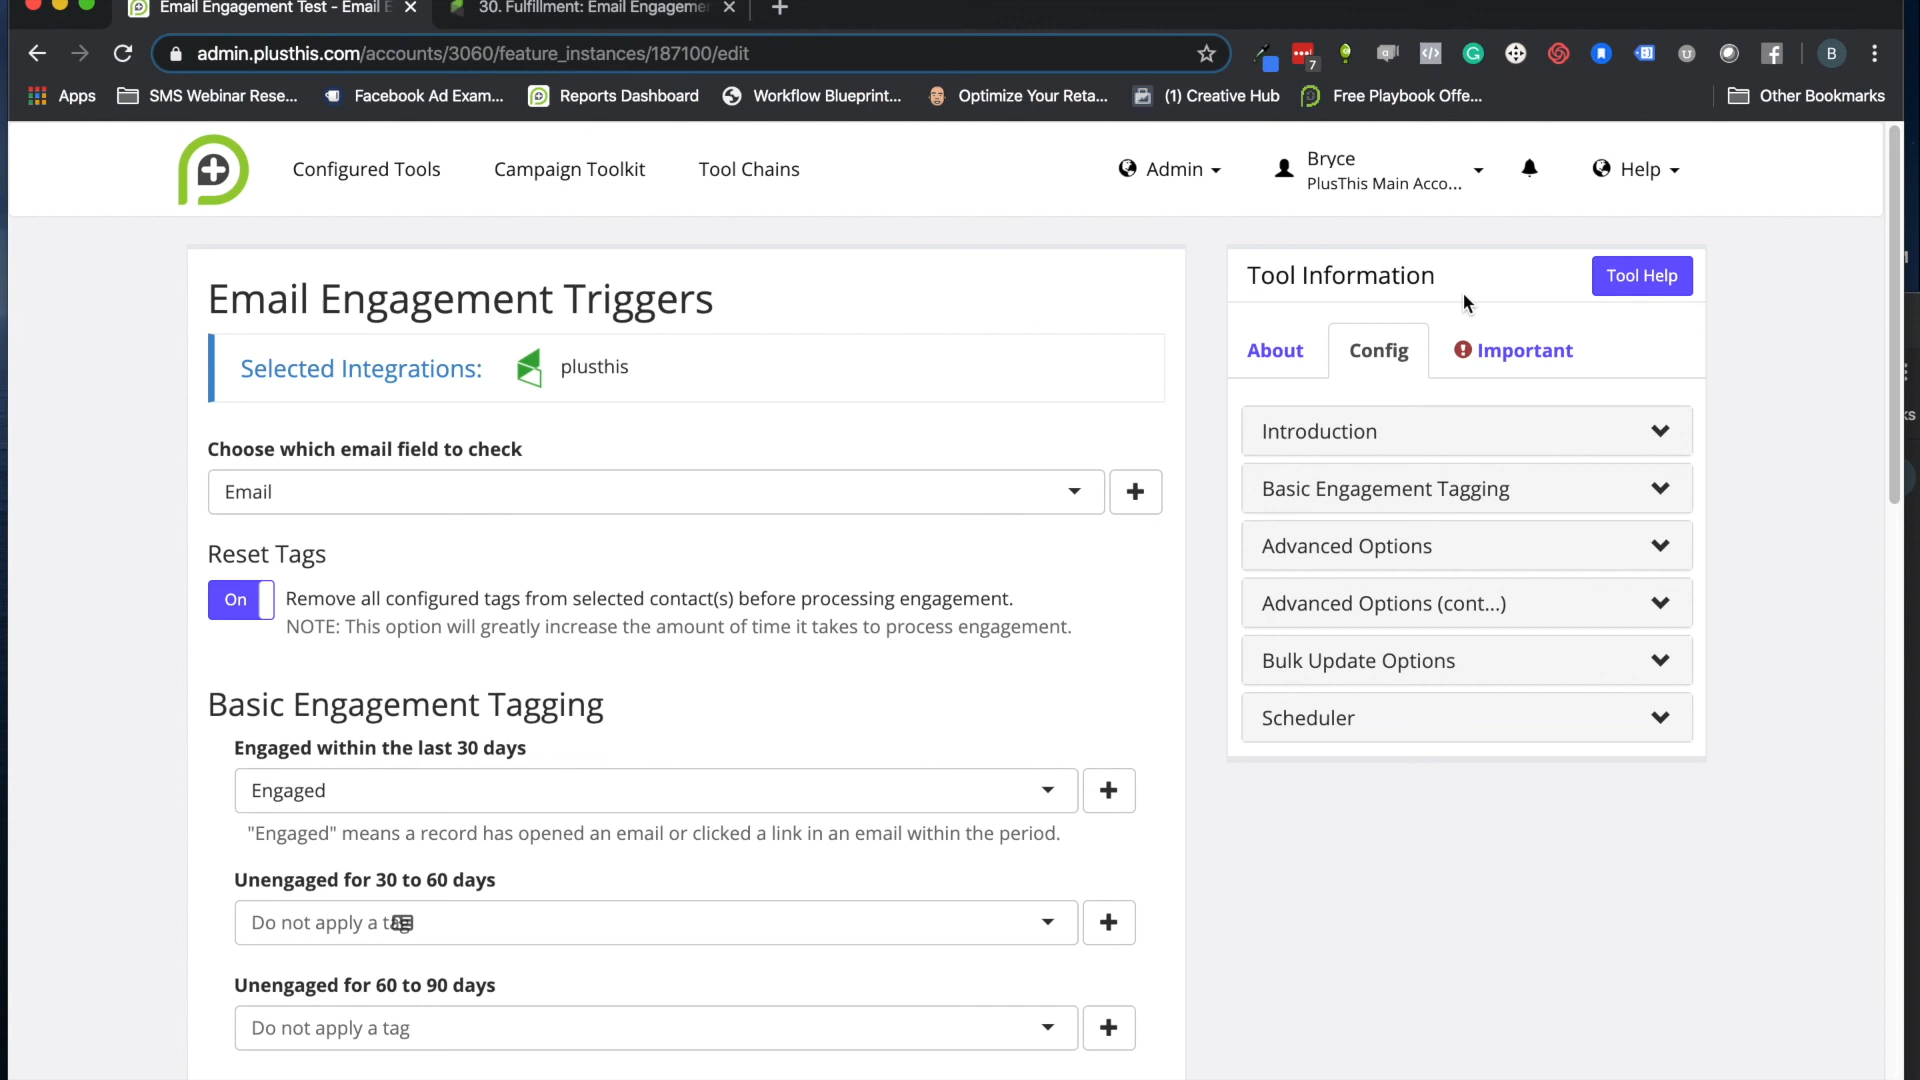 Email Engagement Test - Email E
30. Fulfillment: Email Engagemen
admin.plusthis.com/accounts/3060/feature_instances/187100/edit
7
B
Apps
SMS Webinar Rese...
Facebook Ad Exam...
Reports Dashboard
Workflow Blueprint...
Optimize Your Reta...
(1) Creative Hub
Free Playbook Offe...
Other Bookmarks
Configured Tools
Campaign Toolkit
Tool Chains
Admin
Bryce
PlusThis Main Acco...
Help
Email Engagement Triggers
Selected Integrations:
plusthis
Choose which email field to check
Email
Reset Tags
On
Remove all configured tags from selected contact(s) before processing engagement.
NOTE: This option will greatly increase the amount of time it takes to process engagement.
Basic Engagement Tagging
Engaged within the last 30 days
Engaged
"Engaged" means a record has opened an email or clicked a link in an email within the period.
Unengaged for 30 to 60 days
Do not apply a tag
Unengaged for 60 to 90 days
Do not apply a tag
Tool Information
Tool Help
About
Config
Important
Introduction
Basic Engagement Tagging
Advanced Options
Advanced Options (cont...)
Bulk Update Options
Scheduler